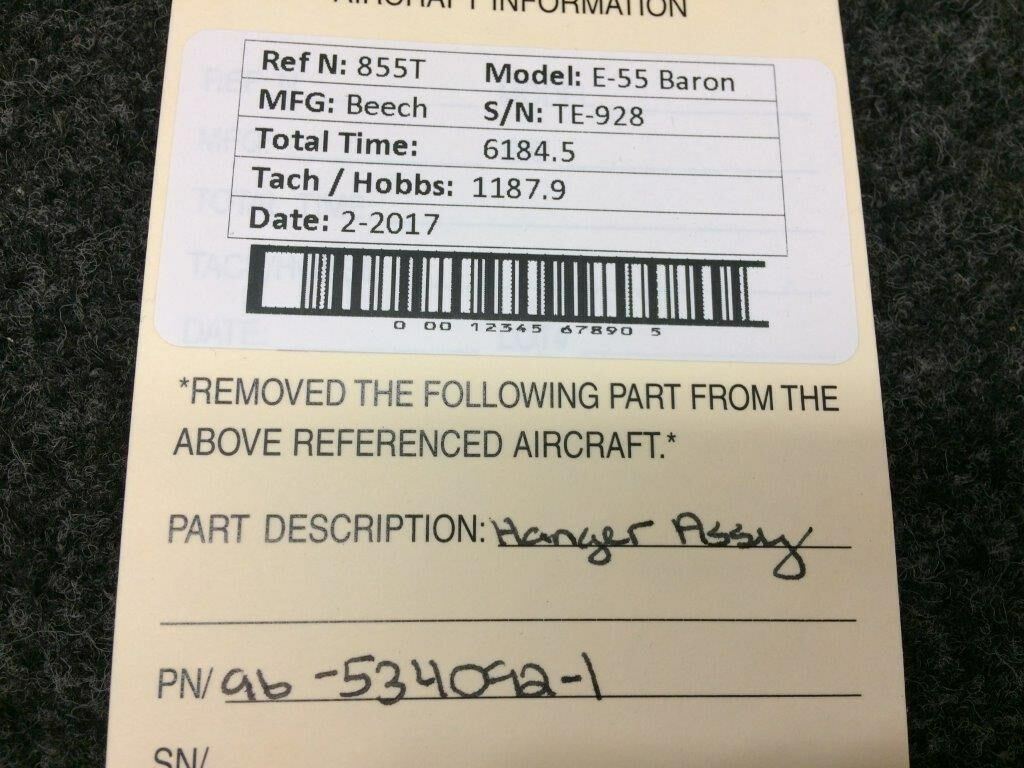 AIRCRAFT INFORMATION
Ref N: 855T Model: E-55 Baron
MFG: Beech S/N: TE-928
Total Time: 6184.5
Tach / Hobbs: 1187.9
Date: 2-2017
0 00 12345 67890 5
*REMOVED THE FOLLOWING PART FROM THE
ABOVE REFERENCED AIRCRAFT.*
PART DESCRIPTION: Hanger Assy
PN/ 96-534092-1
SN/